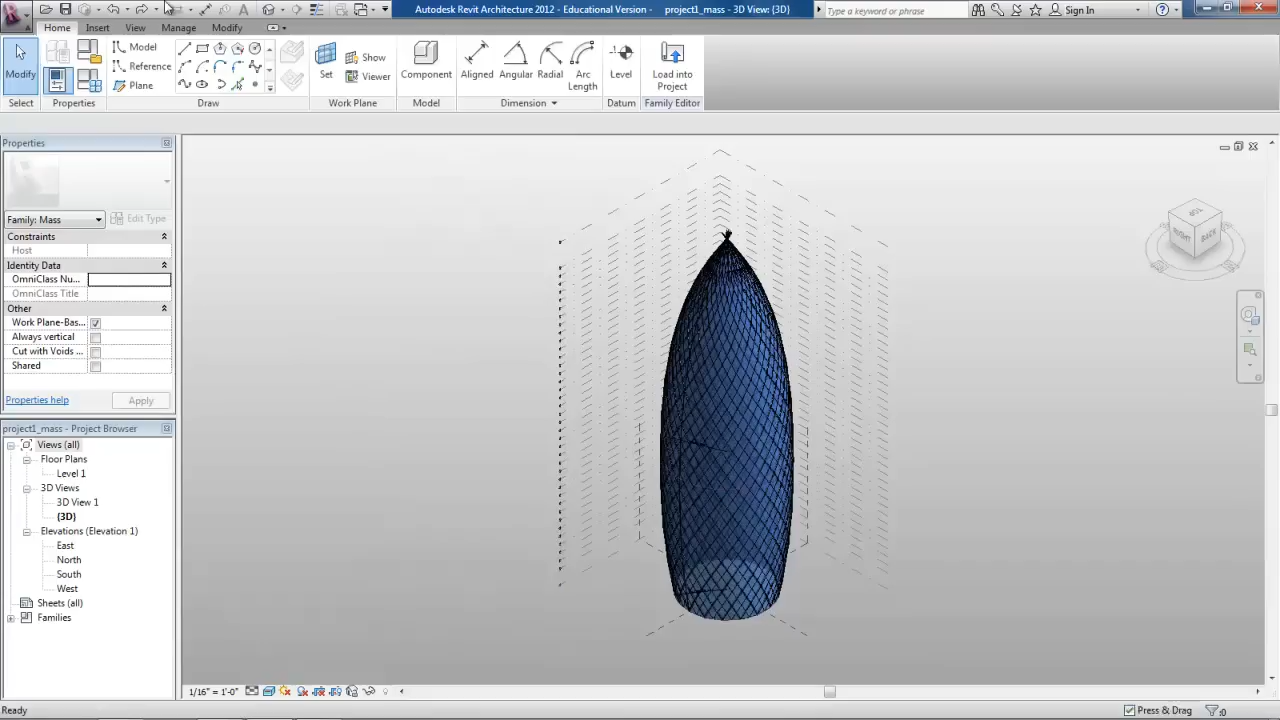 Autodesk Revit Architecture 2012 - Educational Version - project1_mass - 3D View: {3D}
Type a keyword or phrase
Sign In
Home Insert View Manage Modify
Modify
Model
Reference
Plane
Set
Show
Viewer
Component
Aligned Angular Radial Arc Length
Level
Load into Project
Select Properties Draw Work Plane Model Dimension Datum Family Editor
Properties
Family: Mass
Edit Type
Constraints
Host
Identity Data
OmniClass Nu...
OmniClass Title
Other
Work Plane-Bas...
Always vertical
Cut with Voids ...
Shared
Properties help
Apply
project1_mass - Project Browser
Views (all)
Floor Plans
Level 1
3D Views
3D View 1
{3D}
Elevations (Elevation 1)
East
North
South
West
Sheets (all)
Families
RIGHT BACK
1/16" = 1'-0"
Ready
Press & Drag
:0